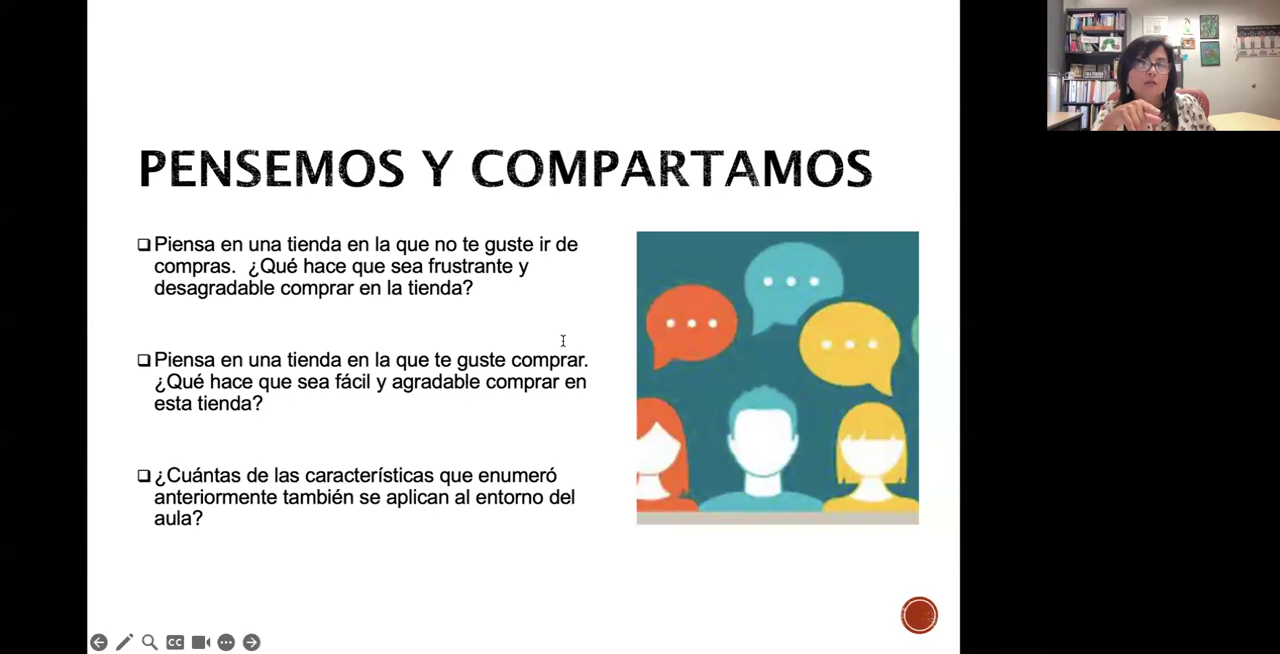 PENSEMOS Y COMPARTAMOS
Piensa en una tienda en la que no te guste ir de
compras.  ¿Qué hace que sea frustrante y
desagradable comprar en la tienda?
Piensa en una tienda en la que te guste comprar.
¿Qué hace que sea fácil y agradable comprar en
esta tienda?
¿Cuántas de las características que enumeró
anteriormente también se aplican al entorno del
aula?
CC